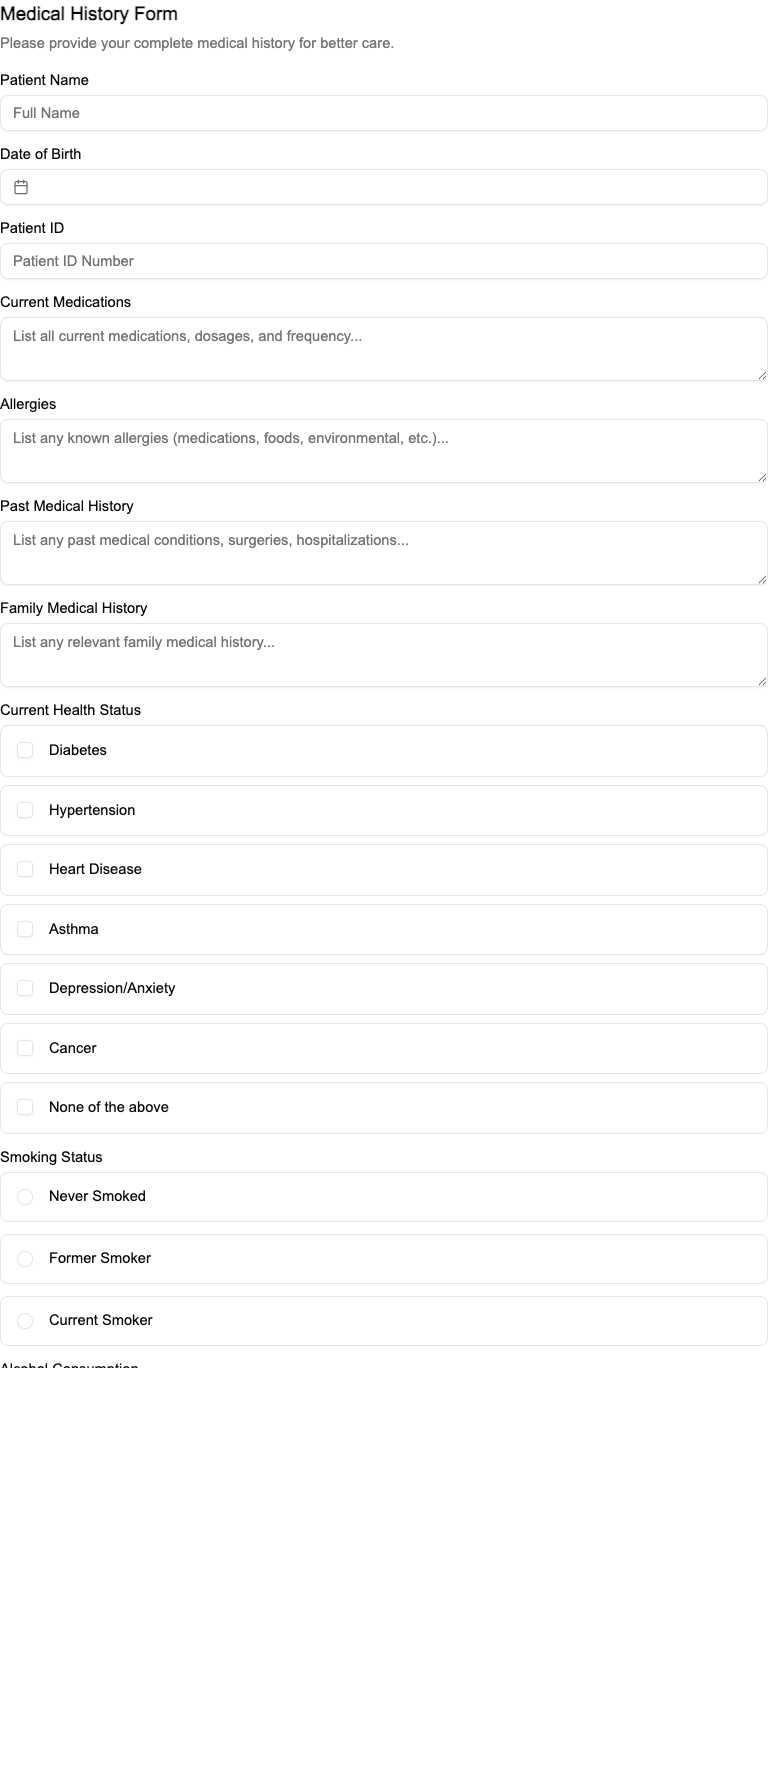 Medical History Form
Please provide your complete medical history for better care.
Patient Name
Full Name
Date of Birth
Patient ID
Patient ID Number
Current Medications
List all current medications, dosages, and frequency...
Allergies
List any known allergies (medications, foods, environmental, etc.)...
Past Medical History
List any past medical conditions, surgeries, hospitalizations...
Family Medical History
List any relevant family medical history...
Current Health Status
Diabetes
Hypertension
Heart Disease
Asthma
Depression/Anxiety
Cancer
None of the above
Smoking Status
Never Smoked
Former Smoker
Current Smoker
Alcohol Consumption